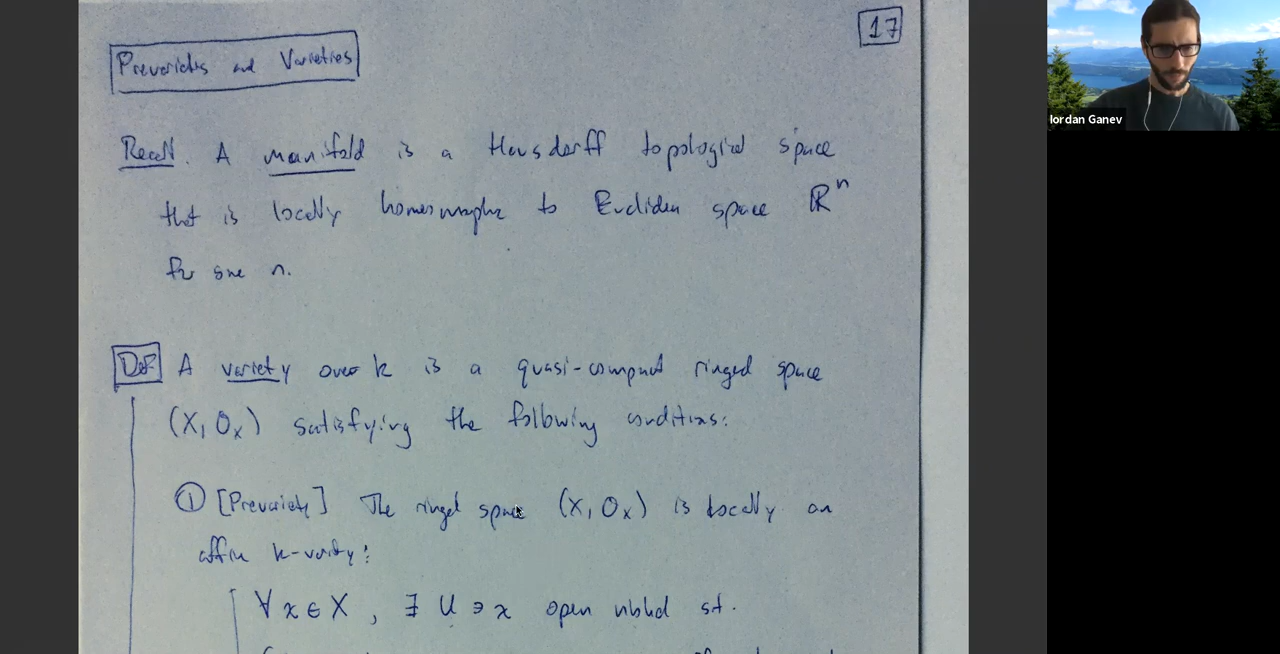 17
Prevarieties and Varieties
Recall. A manifold is a Hausdorff topological space
that is locally homeomorphic to Euclidean space ℝⁿ
for some n.
Def A variety over k is a quasi-compact ringed space
(X, O_X) satisfying the following conditions:
① [Prevariety] The ringed space (X, O_X) is locally an
affine k-variety:
∀ x ∈ X , ∃ U ∋ x open nbhd st.
Iordan Ganev